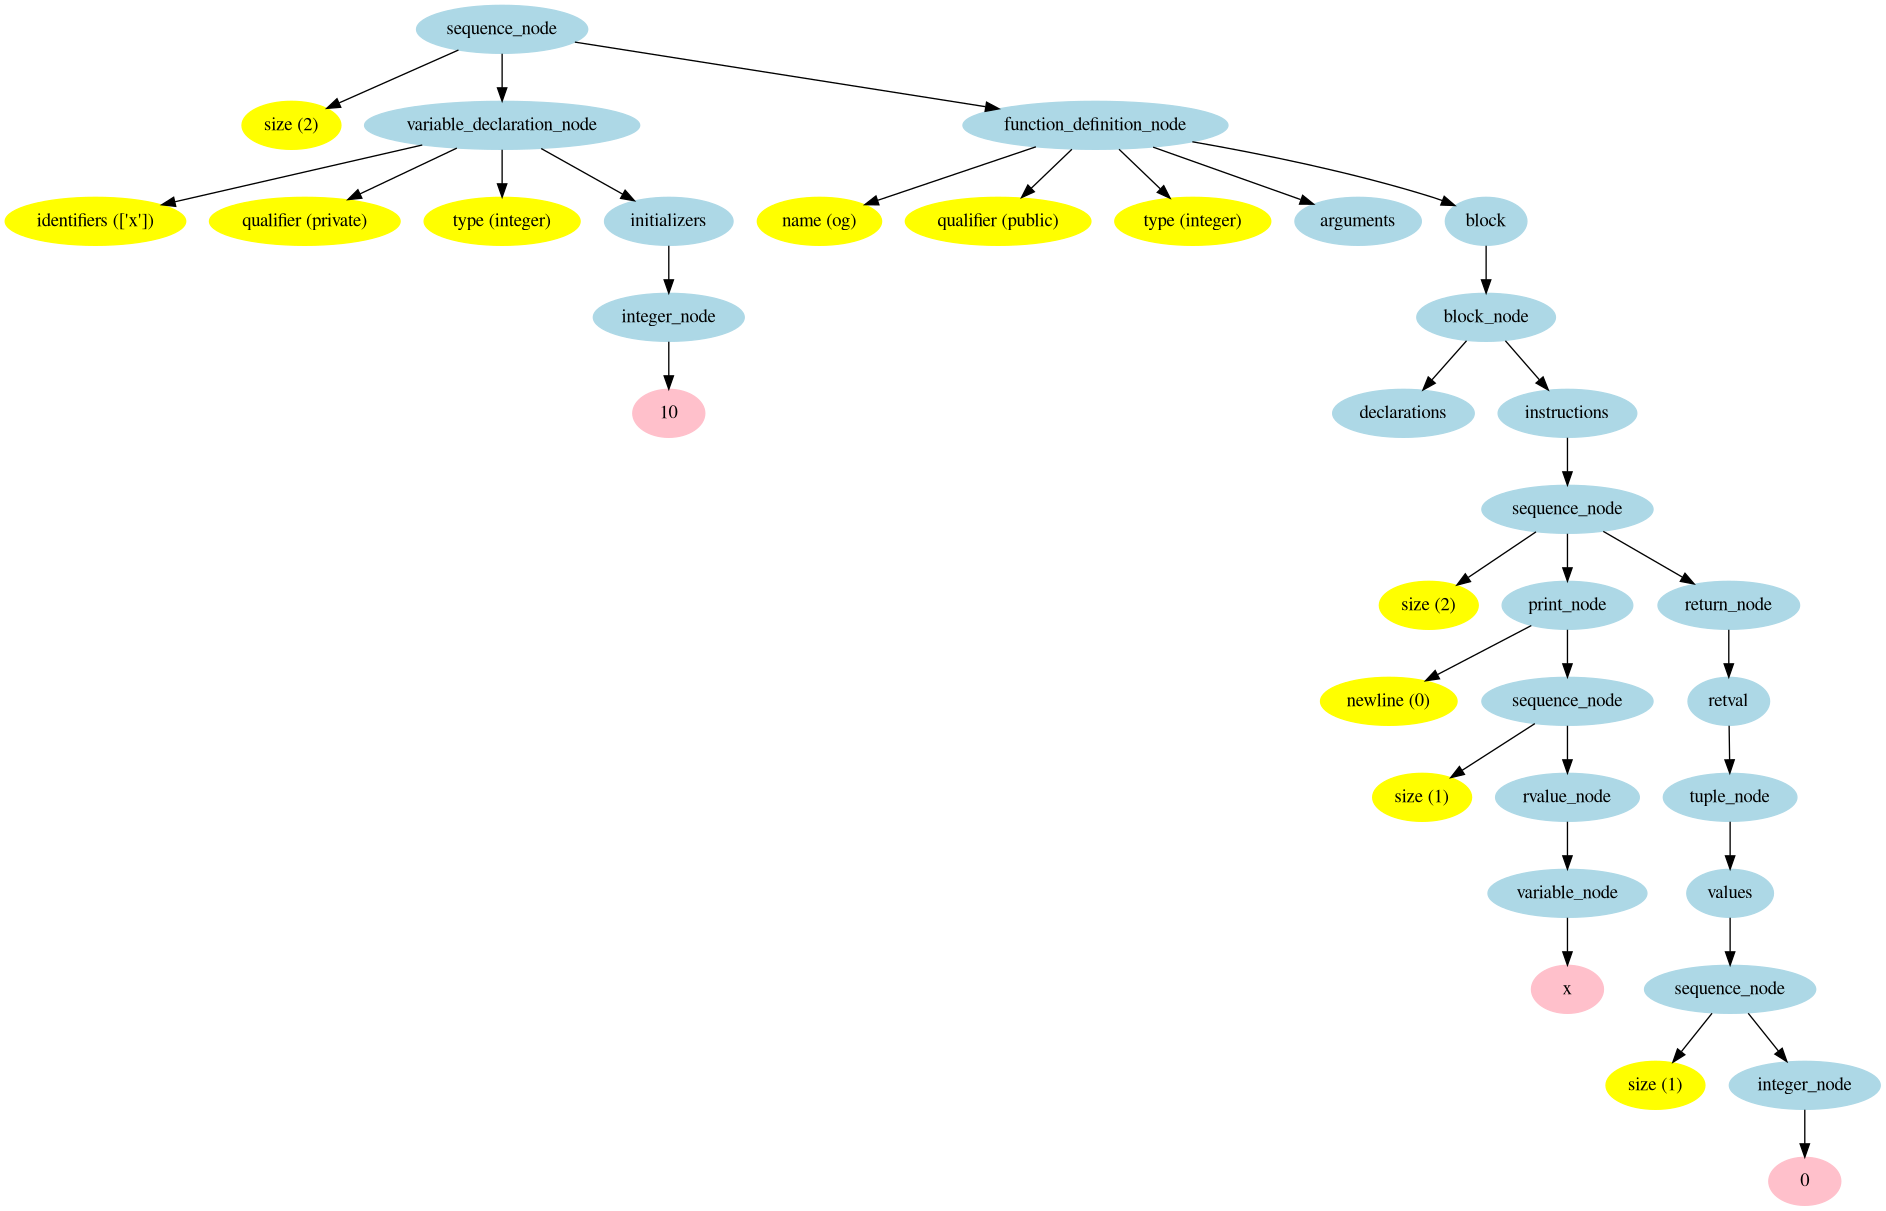 sequence_node
size (2)
variable_declaration_node
function_definition_node
identifiers (['x'])
qualifier (private)
type (integer)
initializers
name (og)
qualifier (public)
type (integer)
arguments
block
integer_node
block_node
10
declarations
instructions
sequence_node
size (2)
print_node
return_node
newline (0)
sequence_node
retval
size (1)
rvalue_node
tuple_node
variable_node
values
x
sequence_node
size (1)
integer_node
0